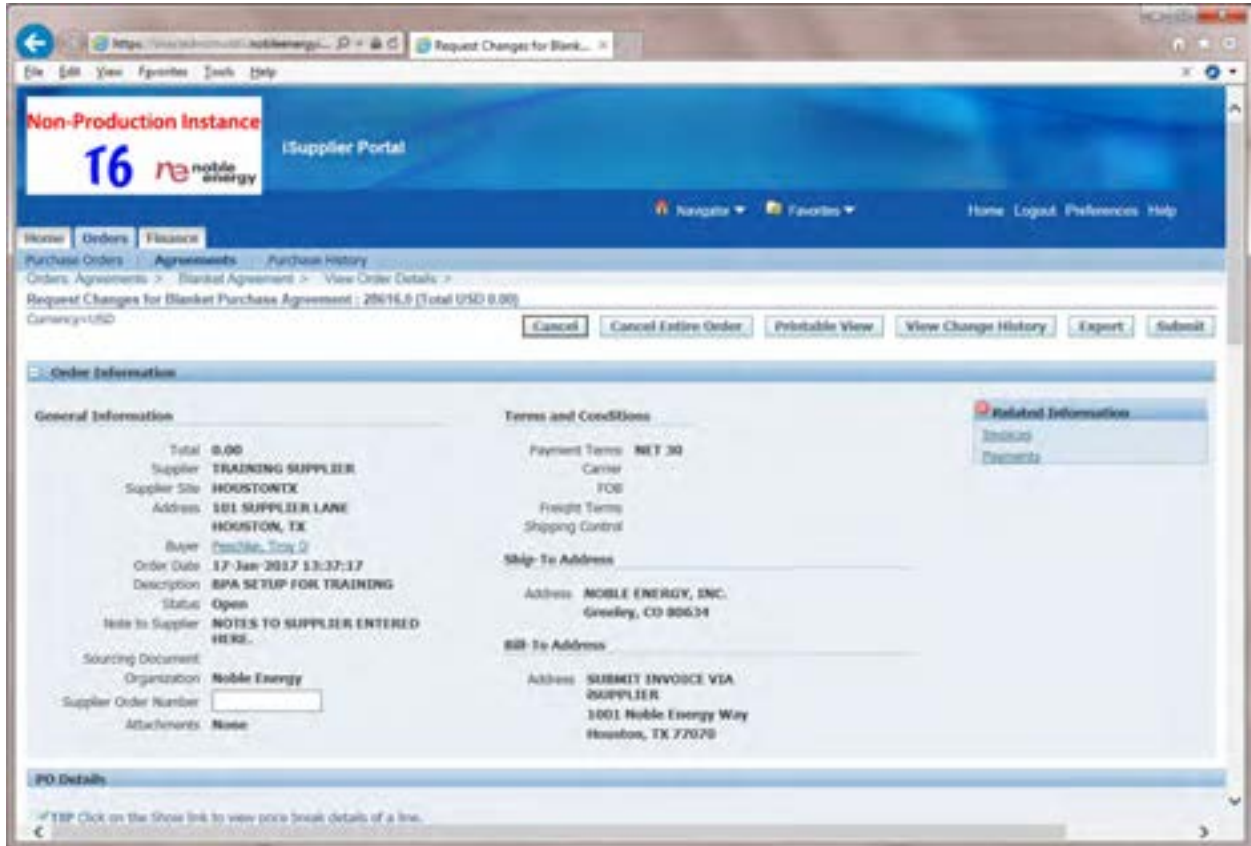 https:
Request Changes for Blank...
File Edit View Favorites Tools Help
Non-Production Instance
T6 ne noble energy
iSupplier Portal
Navigator Favorites Home Logout Preferences Help
Home Orders Finance
Purchase Orders Agreements Purchase History
Orders: Agreements > Blanket Agreement > View Order Details >
Request Changes for Blanket Purchase Agreement : 28616,0 (Total USD 0.00)
Currency=USD
Cancel Cancel Entire Order Printable View View Change History Export Submit
Order Information
General Information
Total 0.00
Supplier TRAINING SUPPLIER
Supplier Site HOUSTONTX
Address 101 SUPPLIER LANE
HOUSTON, TX
Buyer Troy D
Order Date 17-Jan-2017 13:37:17
Description BPA SETUP FOR TRAINING
Status Open
Note to Supplier NOTES TO SUPPLIER ENTERED
HERE.
Sourcing Document
Organization Noble Energy
Supplier Order Number
Attachments None
Terms and Conditions
Payment Terms NET 30
Carrier
FOB
Freight Terms
Shipping Control
Ship-To Address
Address NOBLE ENERGY, INC.
Greeley, CO 80634
Bill-To Address
Address SUBMIT INVOICE VIA
iSUPPLIER
1001 Noble Energy Way
Houston, TX 77070
Related Information
Invoices
Payments
PO Details
TIP Click on the Show link to view price break details of a line.